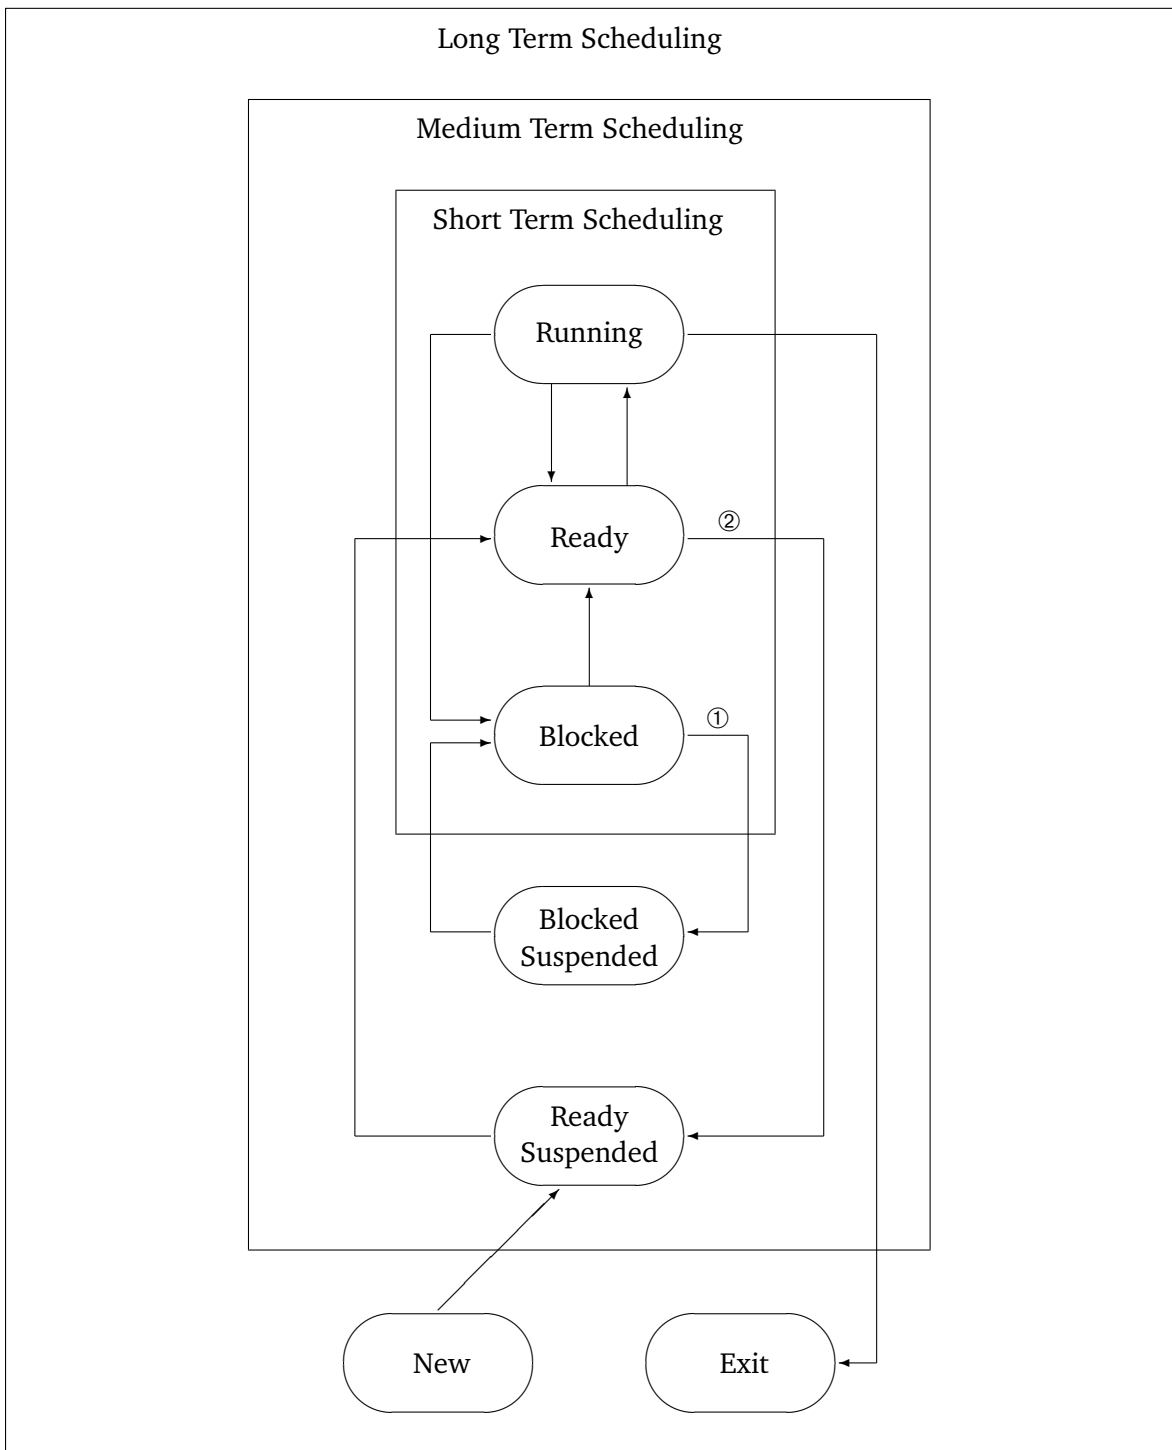 Long Term Scheduling
Medium Term Scheduling
Short Term Scheduling
Running
Ready
②
Blocked
①
Blocked
Suspended
Ready
Suspended
New
Exit